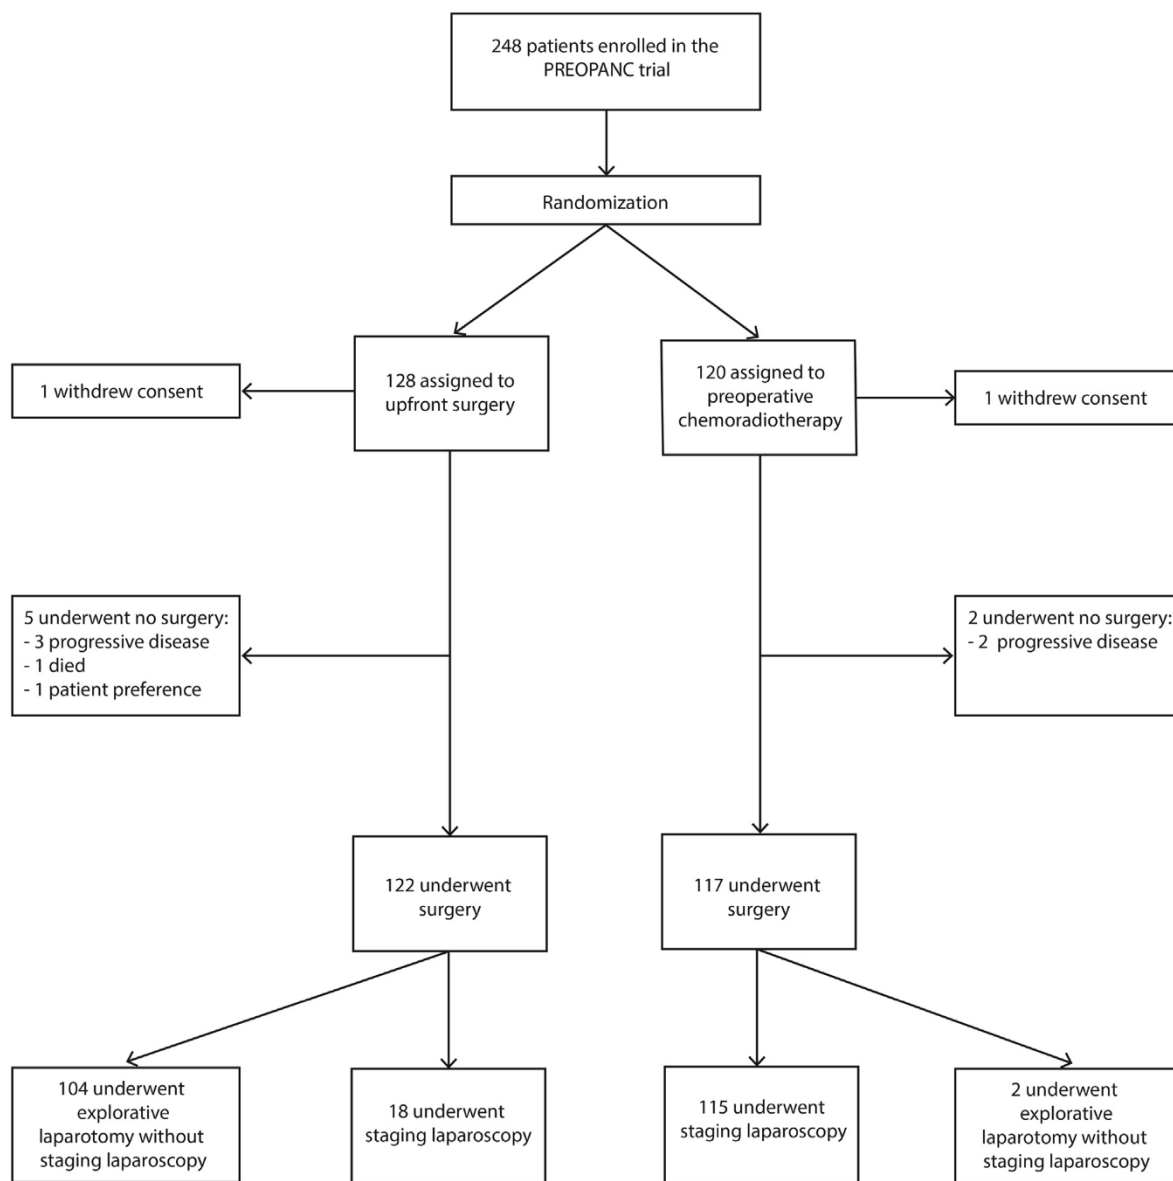 248 patients enrolled in the
PREOPANC trial
Randomization
1 withdrew consent
128 assigned to
upfront surgery
120 assigned to
preoperative
chemoradiotherapy
1 withdrew consent
5 underwent no surgery:
- 3 progressive disease
- 1 died
- 1 patient preference
2 underwent no surgery:
- 2  progressive disease
122 underwent
surgery
117 underwent
surgery
104 underwent
explorative
laparotomy without
staging laparoscopy
18 underwent
staging laparoscopy
115 underwent
staging laparoscopy
2 underwent
explorative
laparotomy without
staging laparoscopy